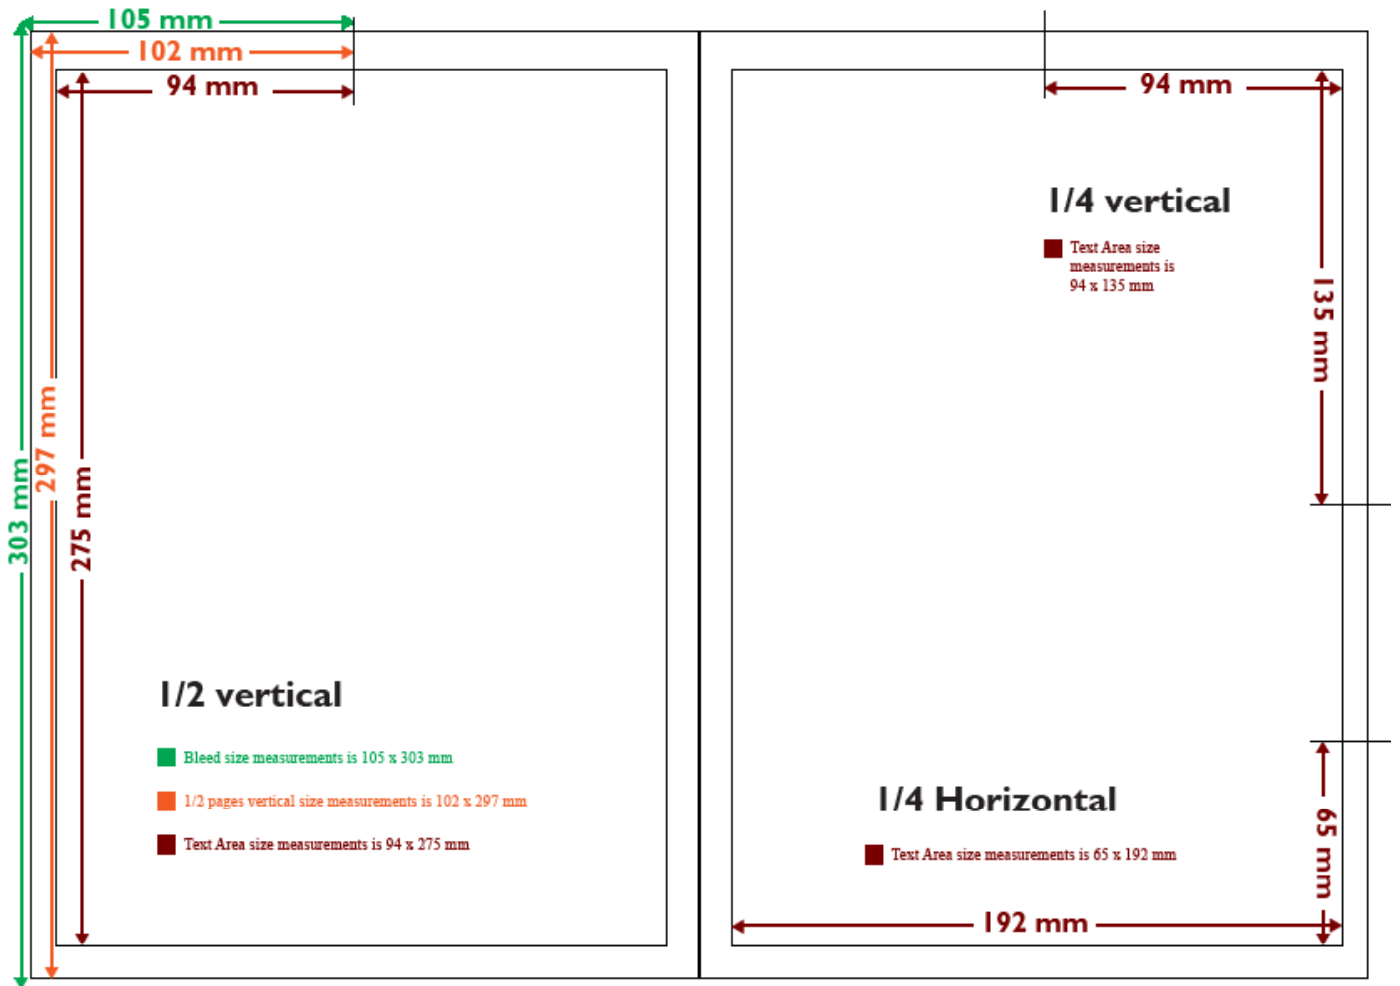 105 mm
102 mm
94 mm
303 mm
297 mm
275 mm
1/2 vertical
Bleed size measurements is 105 x 303 mm
1/2 pages vertical size measurements is 102 x 297 mm
Text Area size measurements is 94 x 275 mm
94 mm
1/4 vertical
Text Area size
measurements is
94 x 135 mm
135 mm
1/4 Horizontal
Text Area size measurements is 65 x 192 mm
65 mm
192 mm